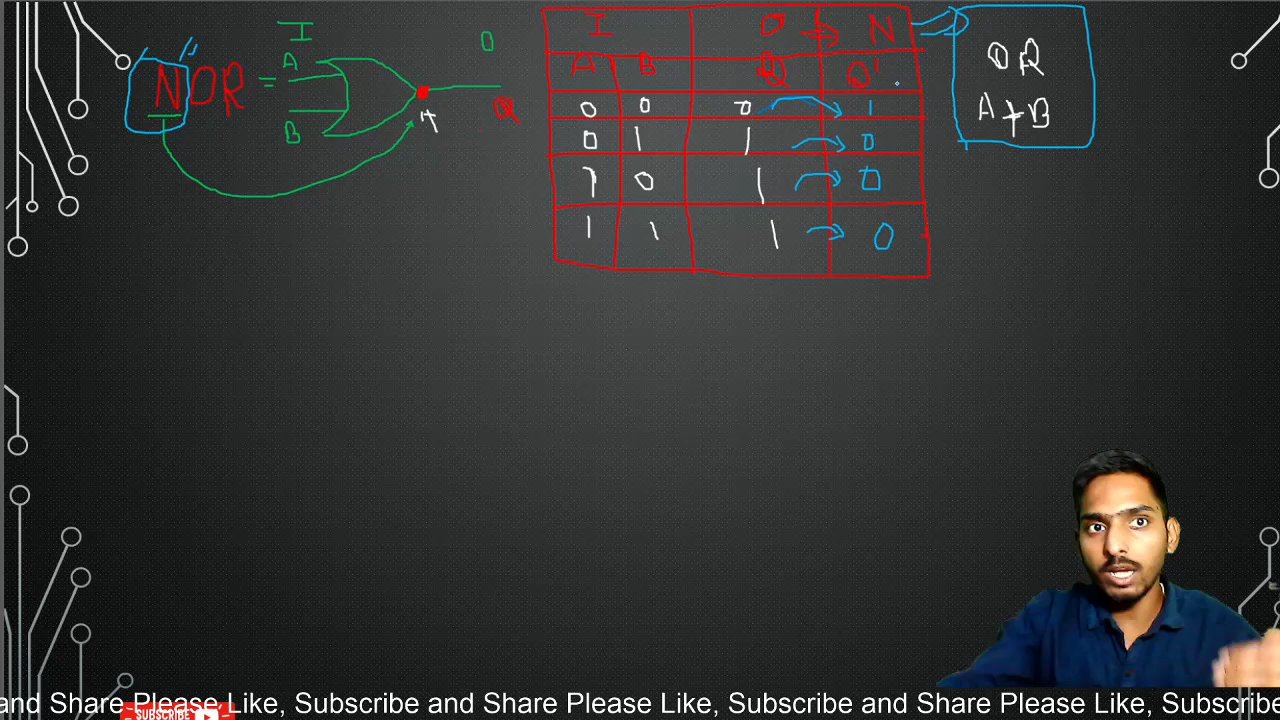 I
NOR =
A
B
O
Q
I O N
A B Q Q'
0 0 0 1
0 1 1 0
1 0 1 0
1 1 1 0
OR
A+B
and Share Please Like, Subscribe and Share Please Like, Subscribe and Share Please Like, Subscribe
SUBSCRIBE